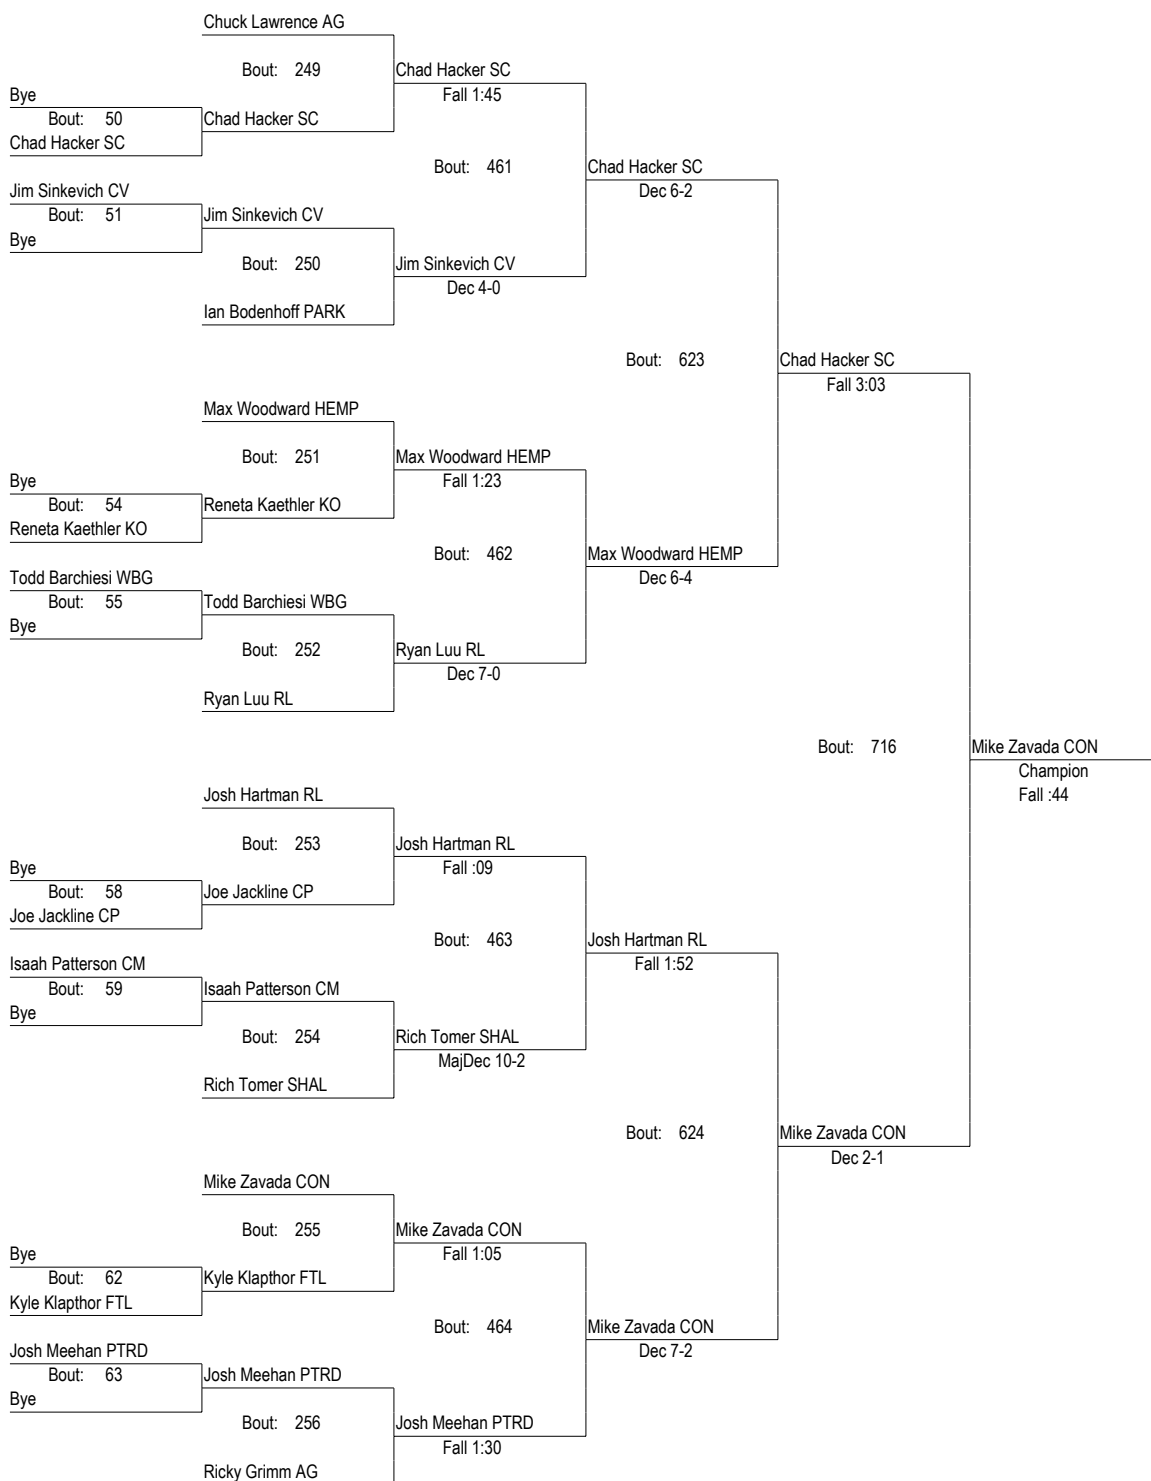 Chuck Lawrence AG
Bout: 249
Chad Hacker SC
Fall 1:45
Bye
Bout: 50
Chad Hacker SC
Chad Hacker SC
Bout: 461
Chad Hacker SC
Dec 6-2
Jim Sinkevich CV
Bout: 51
Jim Sinkevich CV
Bye
Bout: 250
Jim Sinkevich CV
Dec 4-0
Ian Bodenhoff PARK
Bout: 623
Chad Hacker SC
Fall 3:03
Max Woodward HEMP
Bout: 251
Max Woodward HEMP
Fall 1:23
Bye
Bout: 54
Reneta Kaethler KO
Reneta Kaethler KO
Bout: 462
Max Woodward HEMP
Dec 6-4
Todd Barchiesi WBG
Bout: 55
Todd Barchiesi WBG
Bye
Bout: 252
Ryan Luu RL
Dec 7-0
Ryan Luu RL
Bout: 716
Mike Zavada CON
Champion
Fall :44
Josh Hartman RL
Bout: 253
Josh Hartman RL
Fall :09
Bye
Bout: 58
Joe Jackline CP
Joe Jackline CP
Bout: 463
Josh Hartman RL
Fall 1:52
Isaah Patterson CM
Bout: 59
Isaah Patterson CM
Bye
Bout: 254
Rich Tomer SHAL
MajDec 10-2
Rich Tomer SHAL
Bout: 624
Mike Zavada CON
Dec 2-1
Mike Zavada CON
Bout: 255
Mike Zavada CON
Fall 1:05
Bye
Bout: 62
Kyle Klapthor FTL
Kyle Klapthor FTL
Bout: 464
Mike Zavada CON
Dec 7-2
Josh Meehan PTRD
Bout: 63
Josh Meehan PTRD
Bye
Bout: 256
Josh Meehan PTRD
Fall 1:30
Ricky Grimm AG